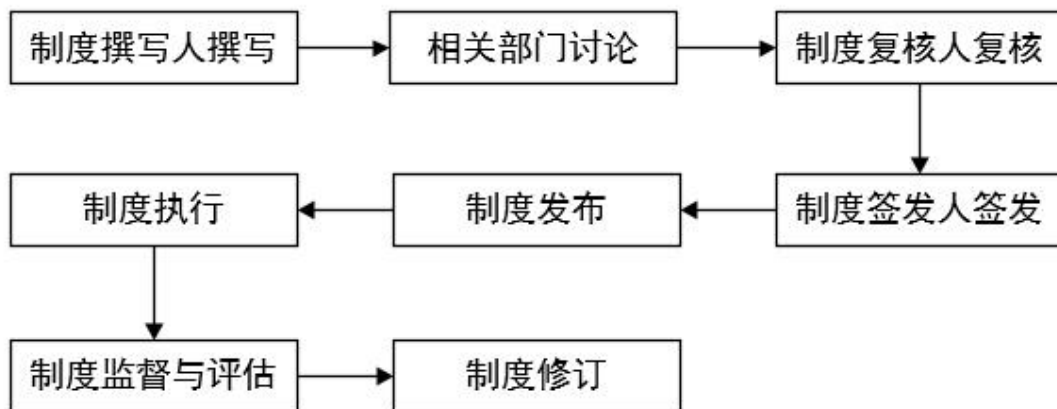 制度撰写人撰写
相关部门讨论
制度复核人复核
制度签发人签发
制度发布
制度执行
制度监督与评估
制度修订